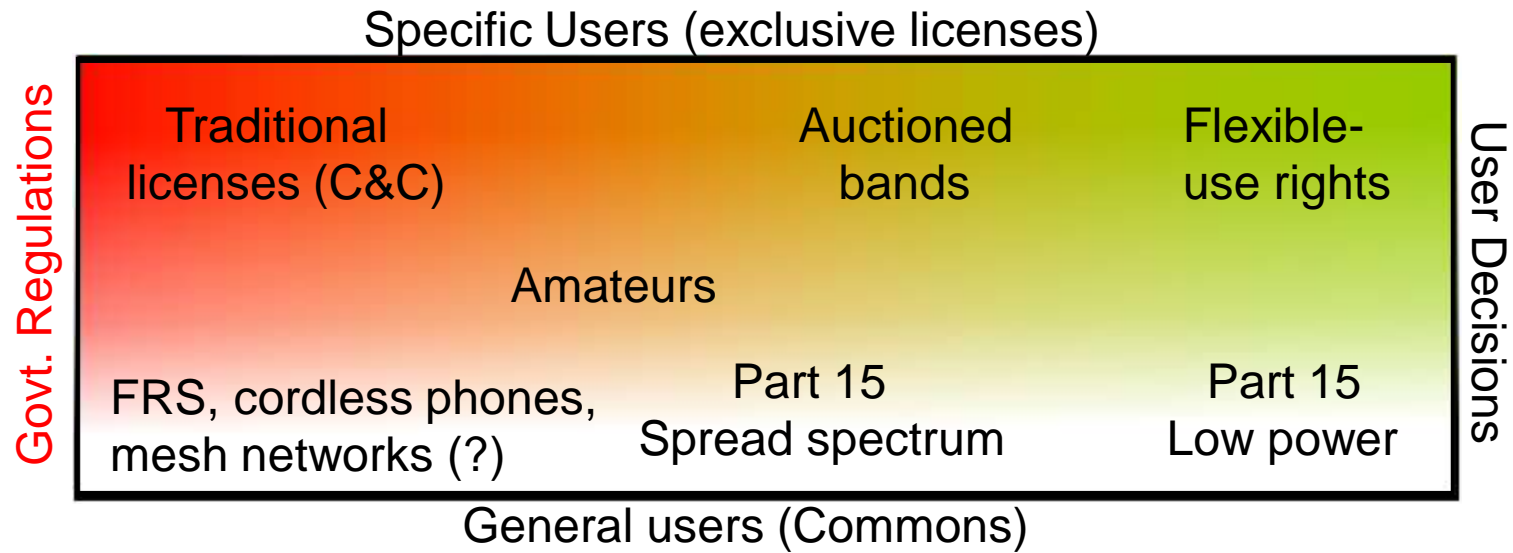 Specific Users (exclusive licenses)
Govt. Regulations
Traditional
licenses (C&C)
Auctioned
bands
Flexible-
use rights
User Decisions
Amateurs
FRS, cordless phones,
mesh networks (?)
Part 15
Spread spectrum
Part 15
Low power
General users (Commons)